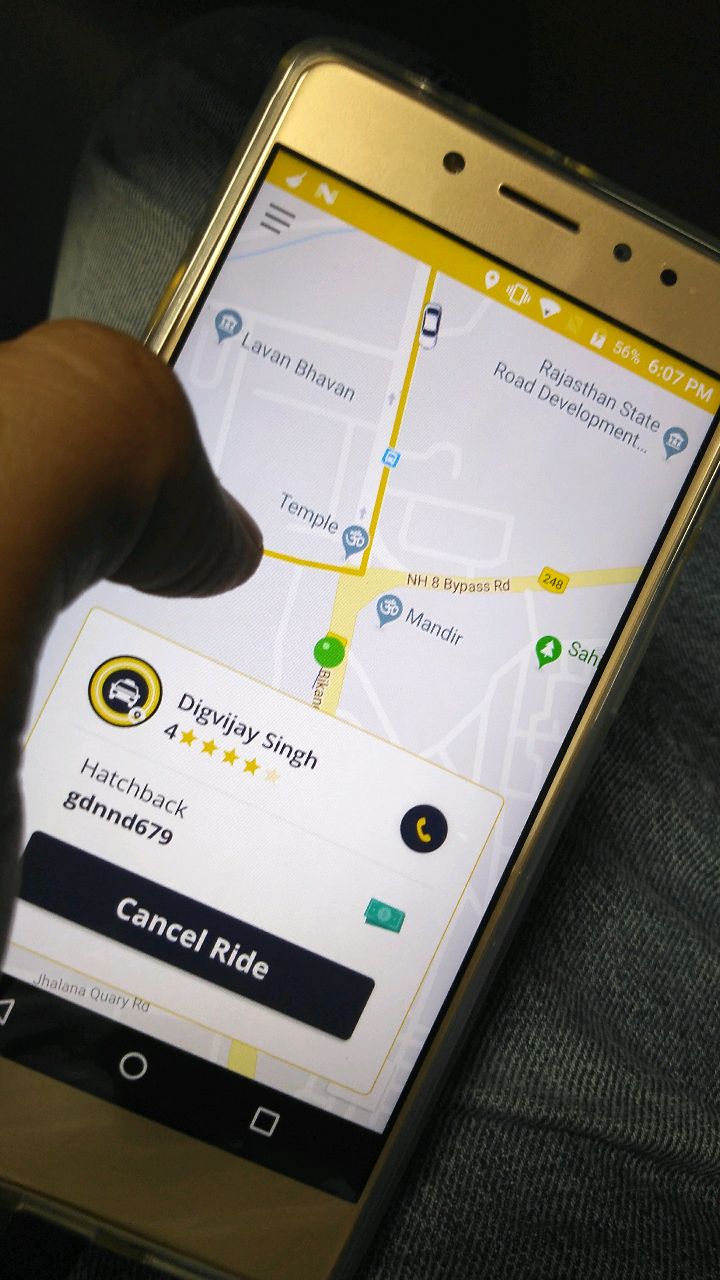 56% 6:07 PM
Lavan Bhavan
Rajasthan State
Road Development...
Temple
NH 8 Bypass Rd
248
Mandir
Sah
Bikan
Digvijay Singh
4
Hatchback
gdnnd679
Cancel Ride
Jhalana Quary Rd